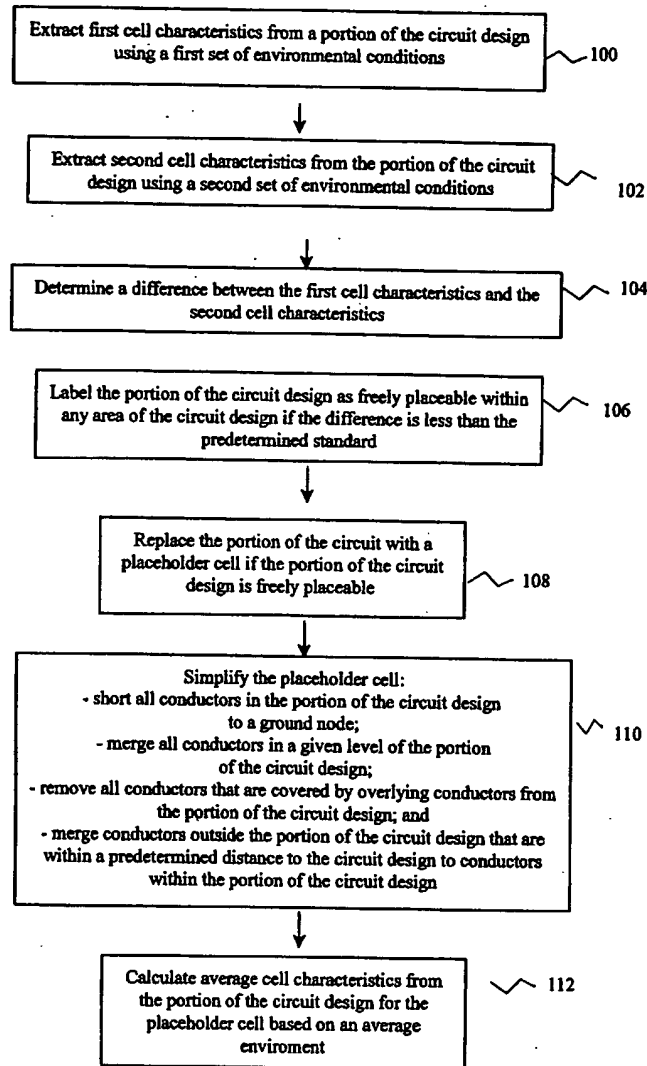 Extract first cell characteristics from a portion of the circuit design
using a first set of environmental conditions
100
Extract second cell characteristics from the portion of the circuit
design using a second set of environmental conditions
102
Determine a difference between the first cell characteristics and the
second cell characteristics
104
Label the portion of the circuit design as freely placeable within
any area of the circuit design if the difference is less than the
predetermined standard
106
Replace the portion of the circuit with a
placeholder cell if the portion of the circuit
design is freely placeable
108
Simplify the placeholder cell:
- short all conductors in the portion of the circuit design
to a ground node;
- merge all conductors in a given level of the portion
of the circuit design;
- remove all conductors that are covered by overlying conductors from
the portion of the circuit design; and
- merge conductors outside the portion of the circuit design that are
within a predetermined distance to the circuit design to conductors
within the portion of the circuit design
110
Calculate average cell characteristics from
the portion of the circuit design for the
placeholder cell based on an average
enviroment
112